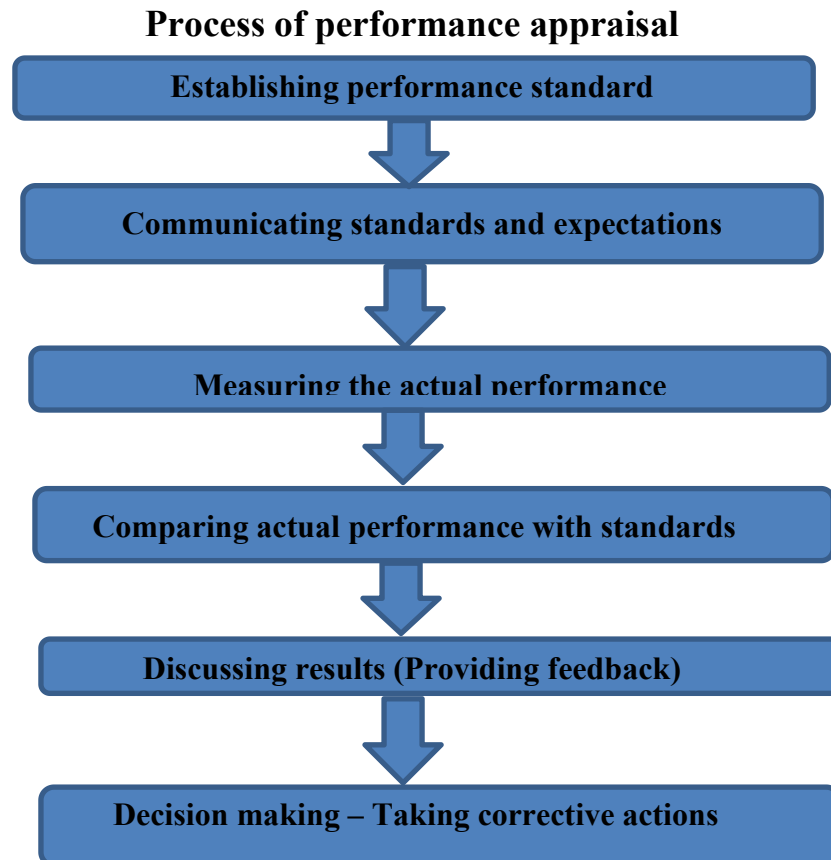 Process of performance appraisal
Establishing performance standard
Communicating standards and expectations
Measuring the actual performance
Comparing actual performance with standards
Discussing results (Providing feedback)
Decision making – Taking corrective actions